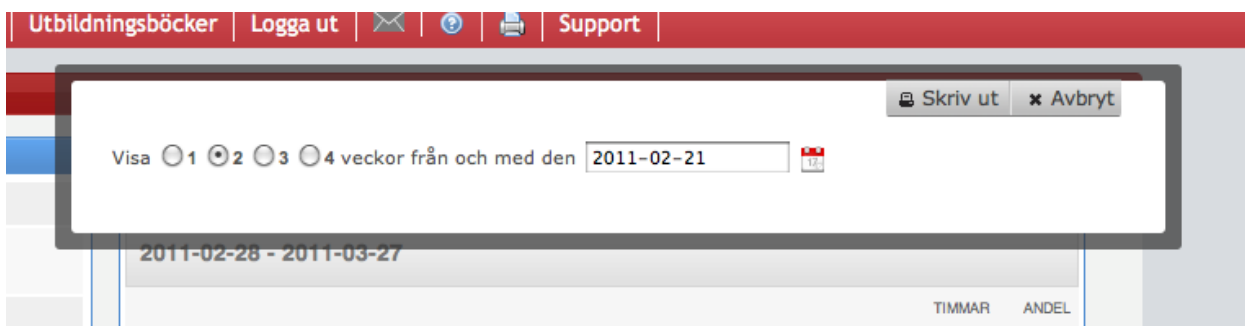 Utbildningsböcker Logga ut Support
Skriv ut Avbryt
Visa 1 2 3 4 veckor från och med den 2011-02-21
2011-02-28 - 2011-03-27
TIMMAR ANDEL